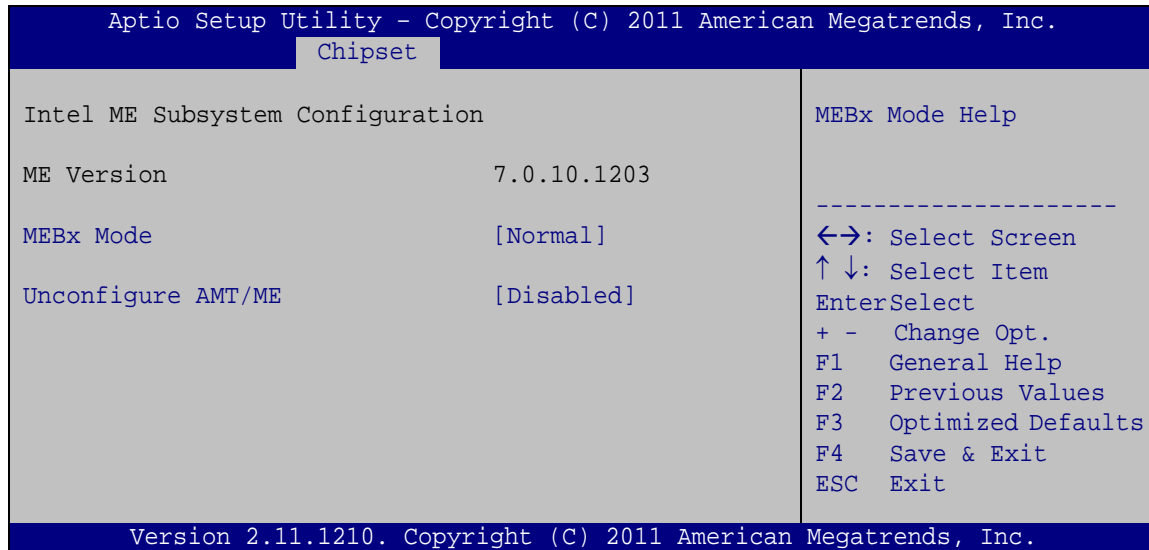 Aptio Setup Utility – Copyright (C) 2011 American Megatrends, Inc.
Chipset
Intel ME Subsystem Configuration
ME Version 7.0.10.1203
MEBx Mode [Normal]
Unconfigure AMT/ME [Disabled]
MEBx Mode Help
---------------------
←→: Select Screen
↑ ↓: Select Item
EnterSelect
+ - Change Opt.
F1 General Help
F2 Previous Values
F3 Optimized Defaults
F4 Save & Exit
ESC Exit
Version 2.11.1210. Copyright (C) 2011 American Megatrends, Inc.